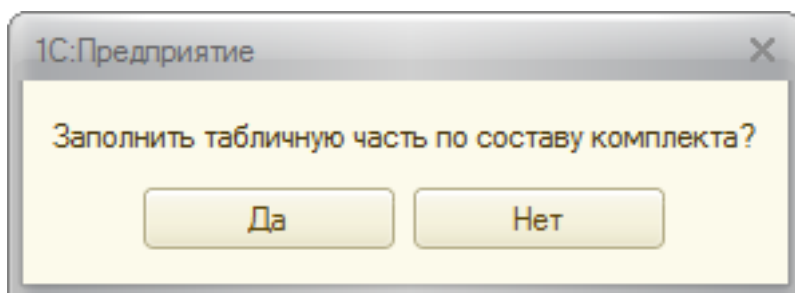 1С:Предприятие
Заполнить табличную часть по составу комплекта?
Да
Нет